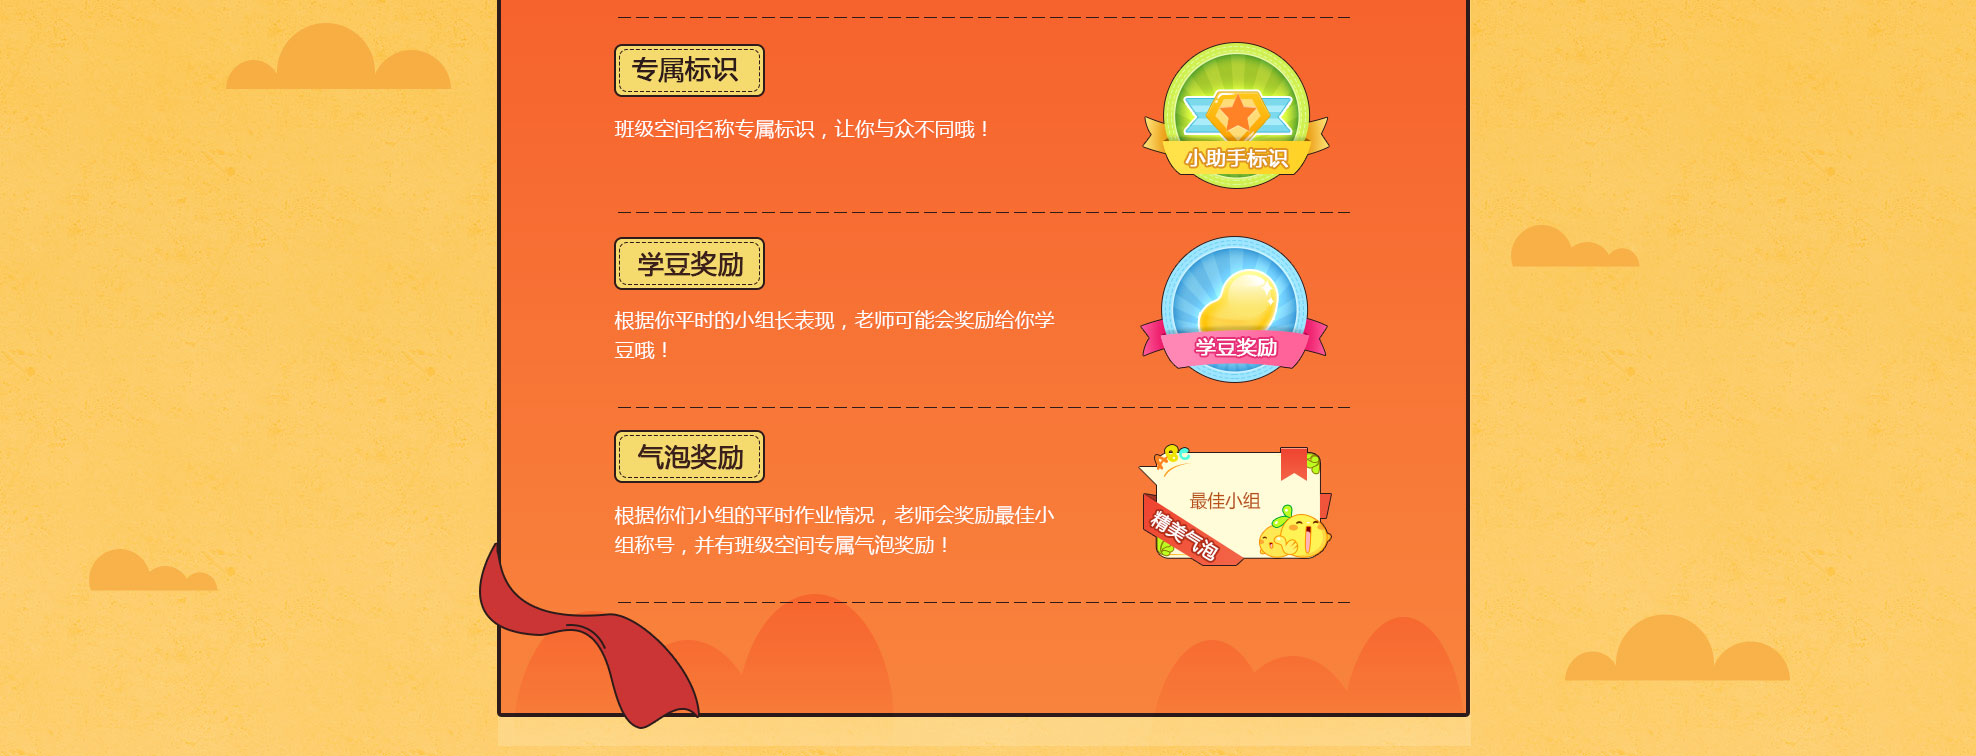 专属标识
班级空间名称专属标识，让你与众不同哦！
小助手标识
学豆奖励
根据你平时的小组长表现，老师可能会奖励给你学
豆哦！
学豆奖励
气泡奖励
根据你们小组的平时作业情况，老师会奖励最佳小
组称号，并有班级空间专属气泡奖励！
ABC
最佳小组
精美气泡